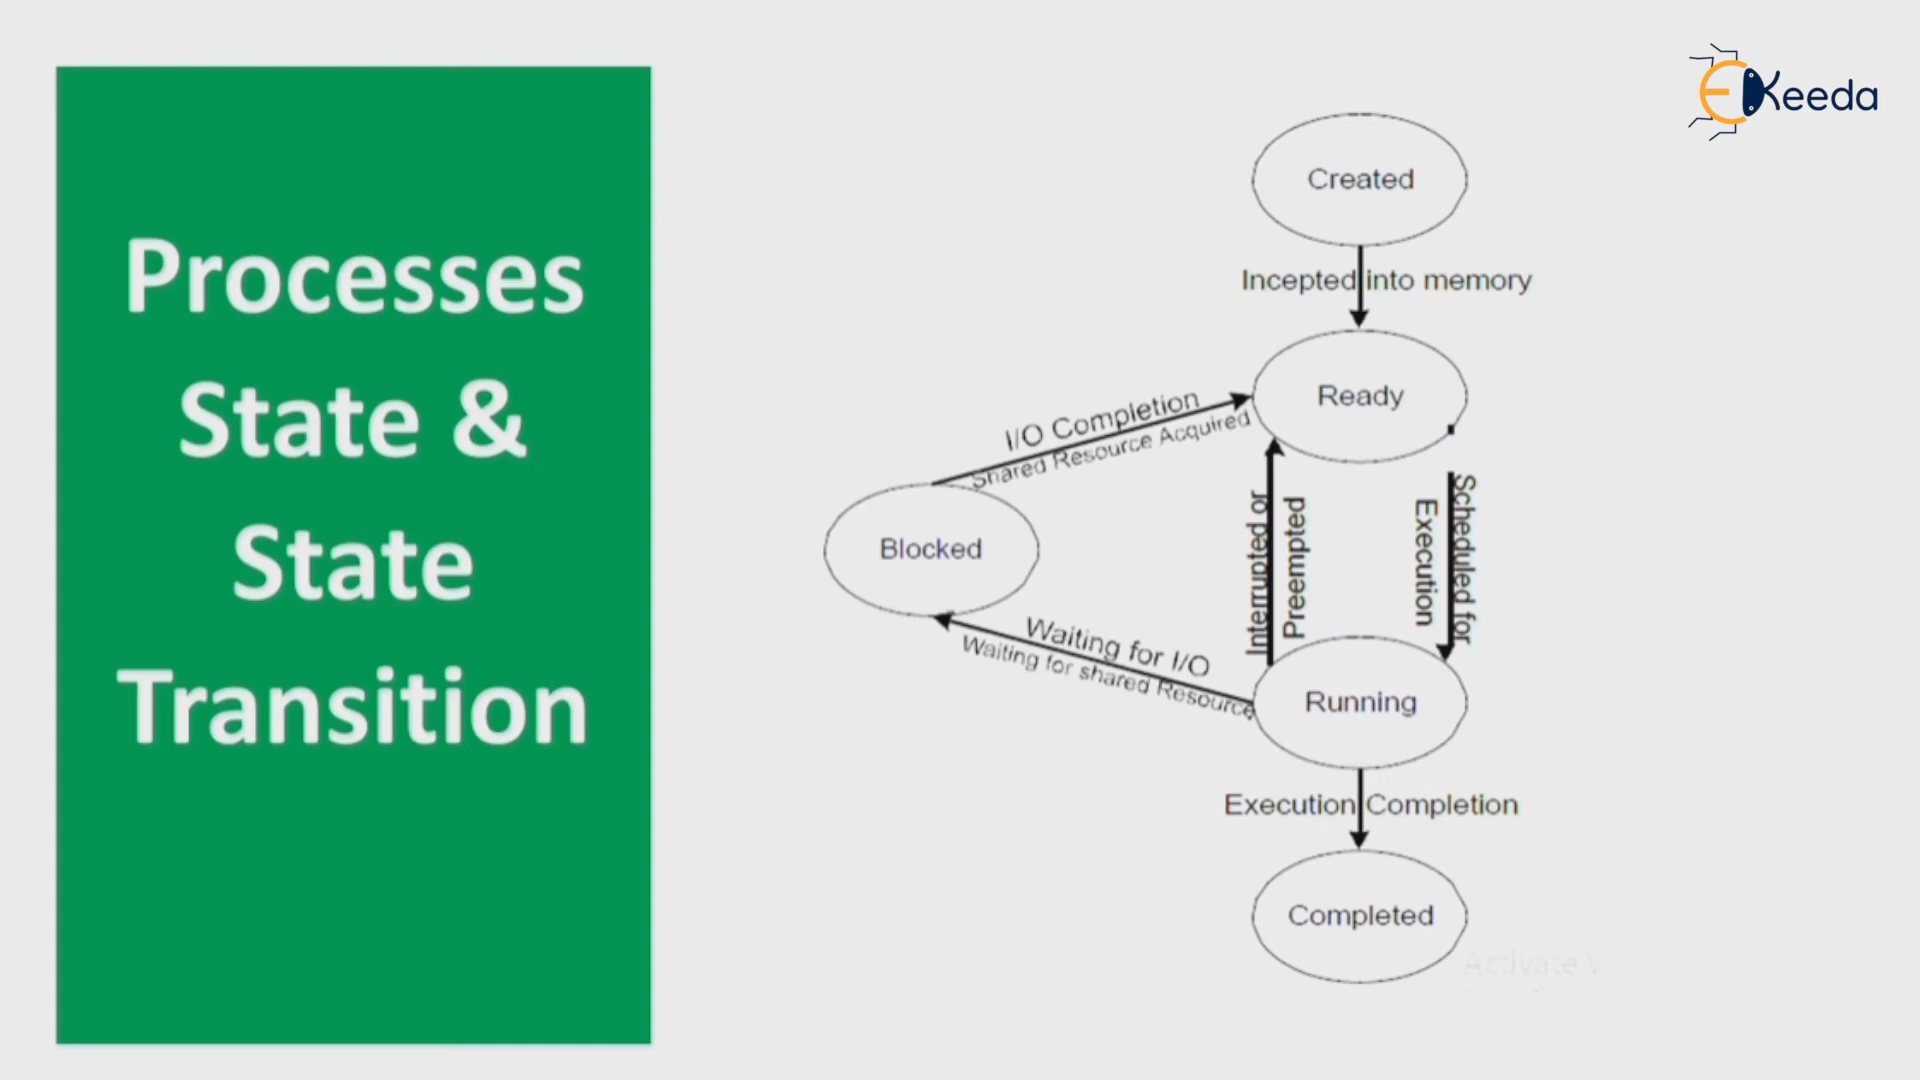 Processes
State &
State
Transition
EKeeda
Created
Incepted into memory
Ready
I/O Completion
Shared Resource Acquired
Blocked
Interrupted or
Preempted
Scheduled for
Execution
Waiting for I/O
Waiting for shared Resource
Running
Execution Completion
Completed
Activate